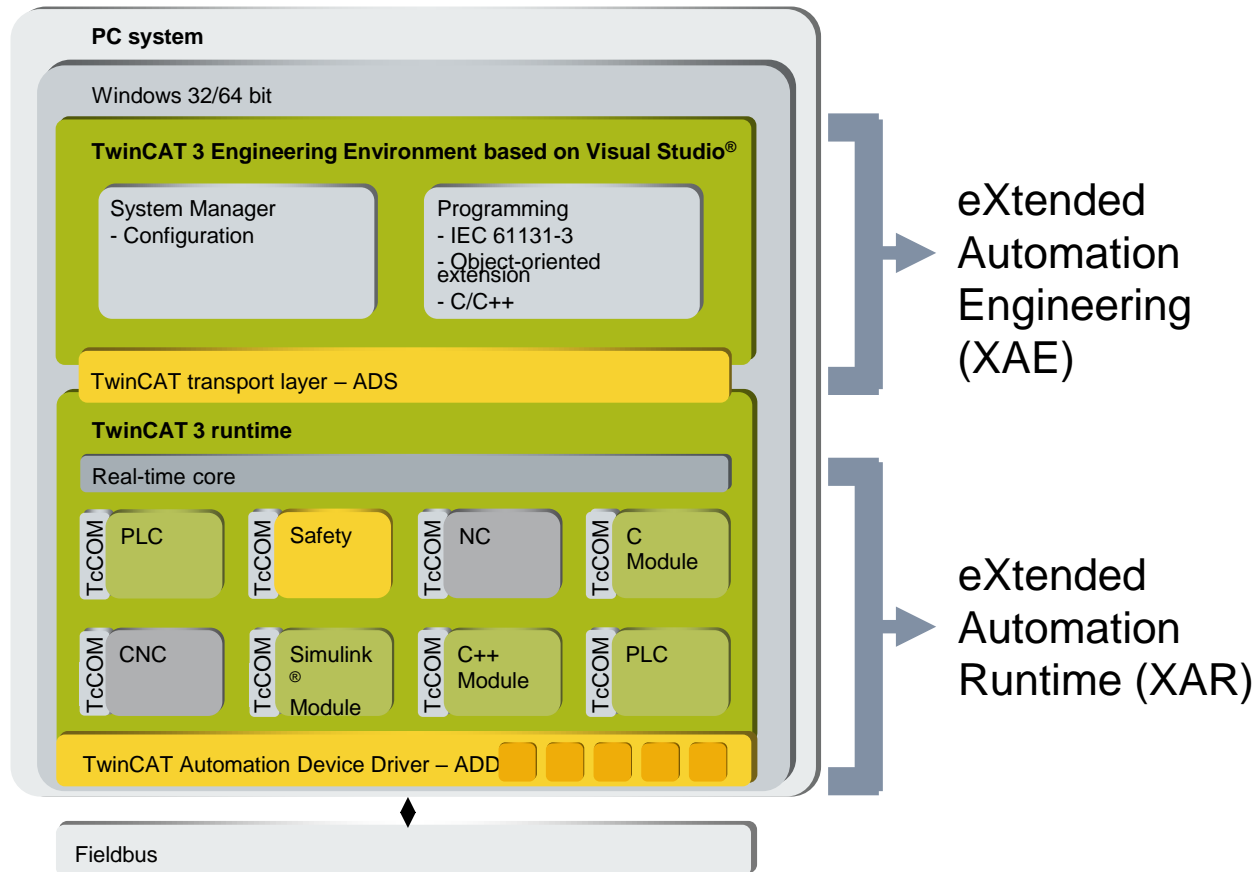 PC system
Windows 32/64 bit
TwinCAT 3 Engineering Environment based on Visual Studio®
System Manager
- Configuration
Programming
- IEC 61131-3
- Object-oriented
extension
- C/C++
TwinCAT transport layer – ADS
TwinCAT 3 runtime
Real-time core
TcCOM
PLC
TcCOM
Safety
TcCOM
NC
TcCOM
C
Module
TcCOM
CNC
TcCOM
Simulink
®
Module
TcCOM
C++
Module
TcCOM
PLC
TwinCAT Automation Device Driver – ADD
Fieldbus
eXtended
Automation
Engineering
(XAE)
eXtended
Automation
Runtime (XAR)